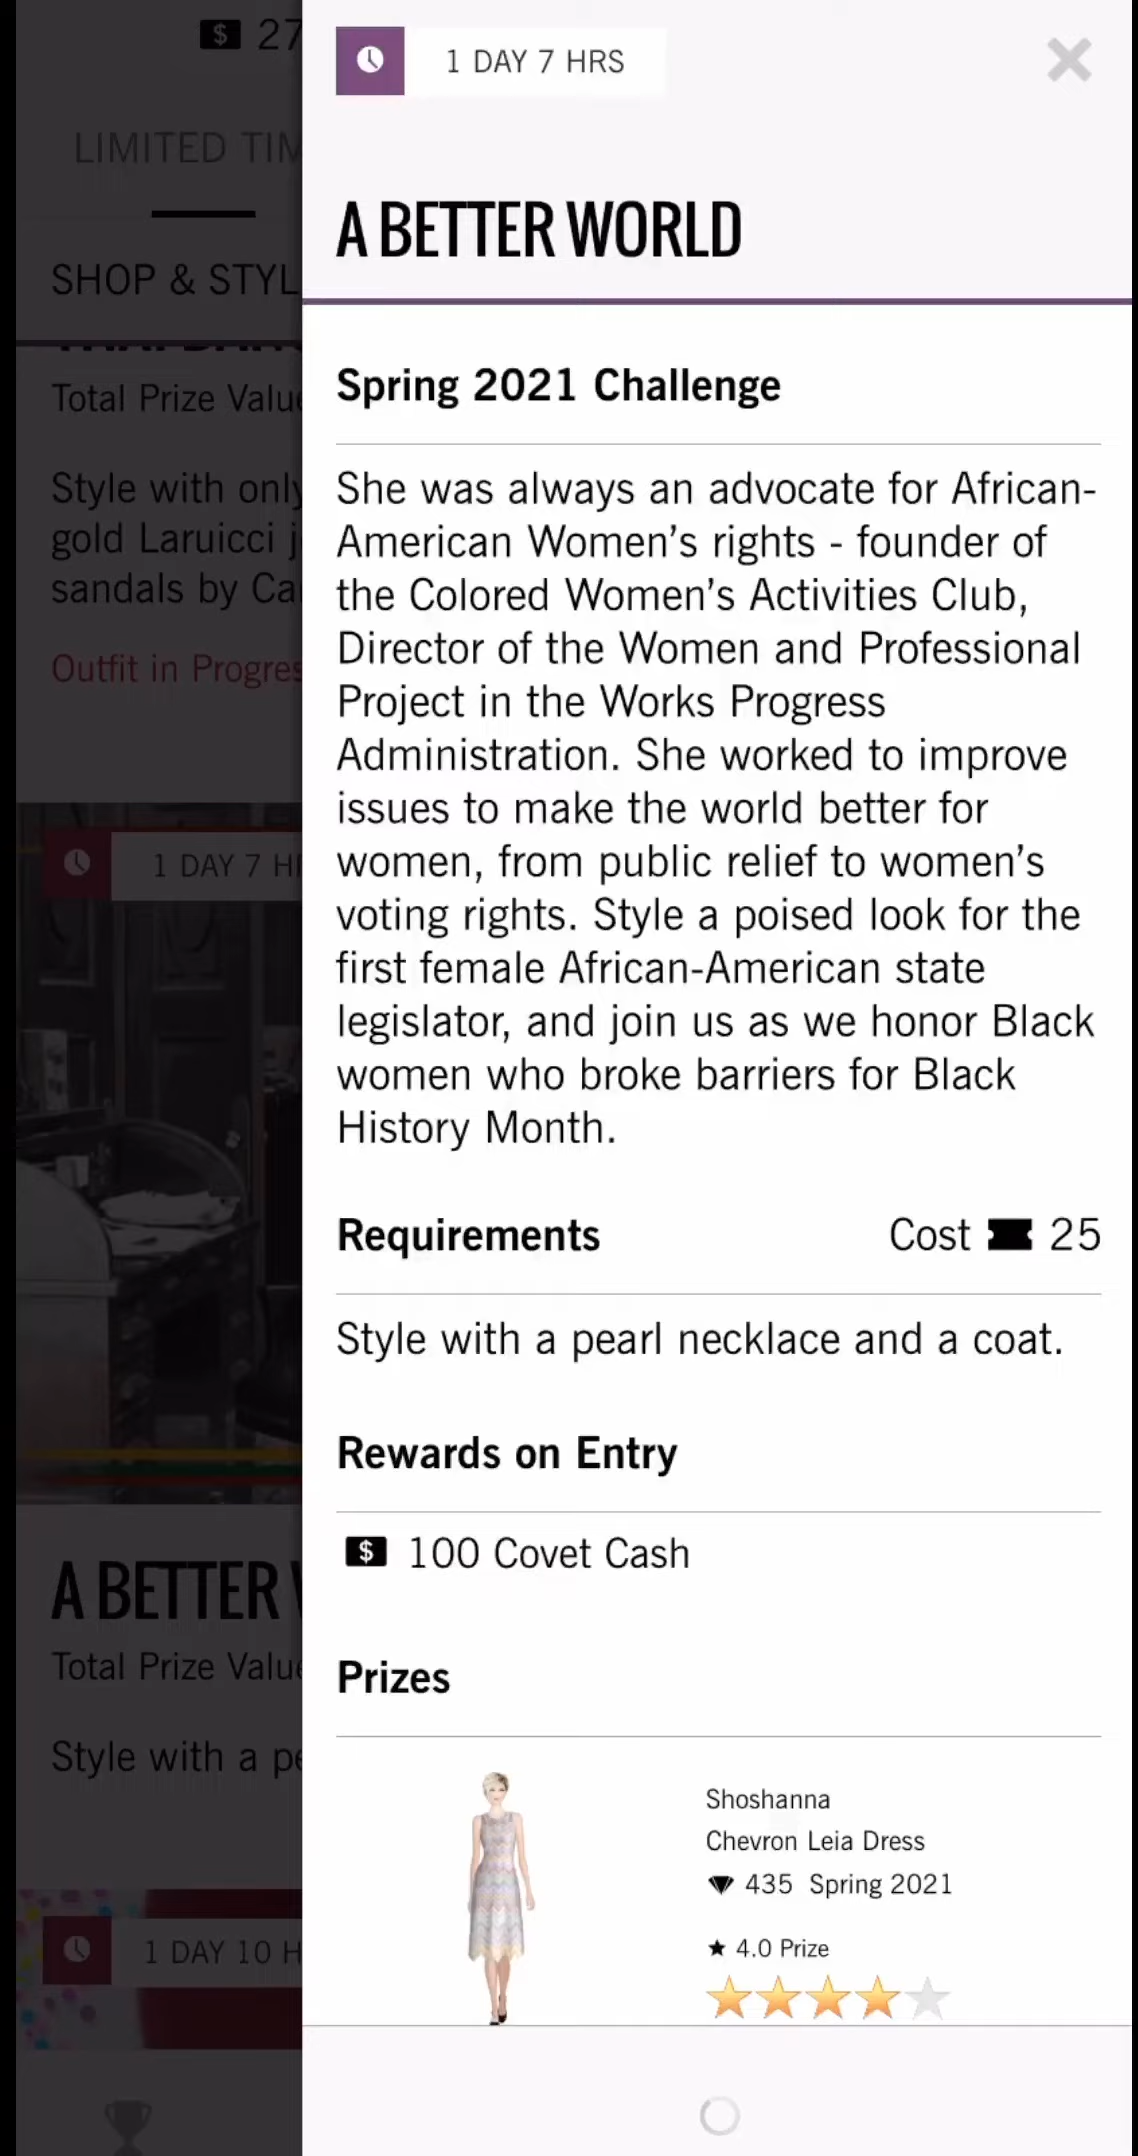 $ 27
1 DAY 7 HRS
LIMITED TIM
A BETTER WORLD
SHOP & STYL
Total Prize Valu
Style with only
gold Laruicci j
sandals by Ca
Outfit in Progres
1 DAY 7 H
A BETTER
Total Prize Valu
Style with a pe
1 DAY 10 H
Spring 2021 Challenge
She was always an advocate for African-
American Women's rights - founder of
the Colored Women's Activities Club,
Director of the Women and Professional
Project in the Works Progress
Administration. She worked to improve
issues to make the world better for
women, from public relief to women's
voting rights. Style a poised look for the
first female African-American state
legislator, and join us as we honor Black
women who broke barriers for Black
History Month.
Requirements Cost 25
Style with a pearl necklace and a coat.
Rewards on Entry
$ 100 Covet Cash
Prizes
Shoshanna
Chevron Leia Dress
435 Spring 2021
★ 4.0 Prize